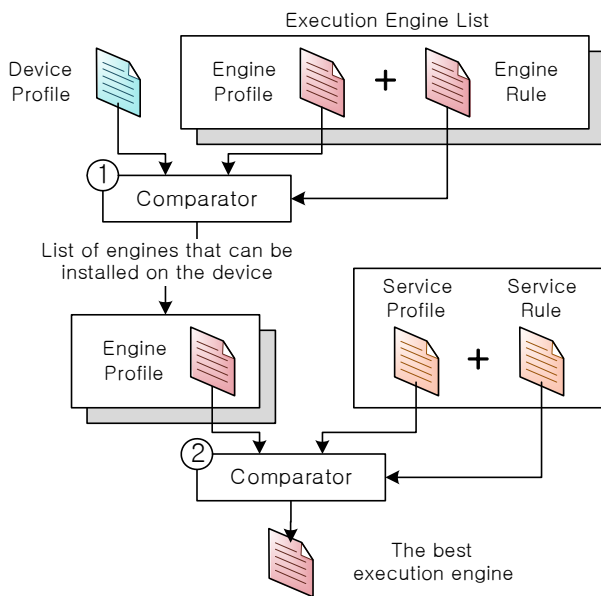 Execution Engine List
Device
Profile
Engine
Profile
+
Engine
Rule
1
Comparator
List of engines that can be
installed on the device
Engine
Profile
Service
Profile
+
Service
Rule
2
Comparator
The best
execution engine